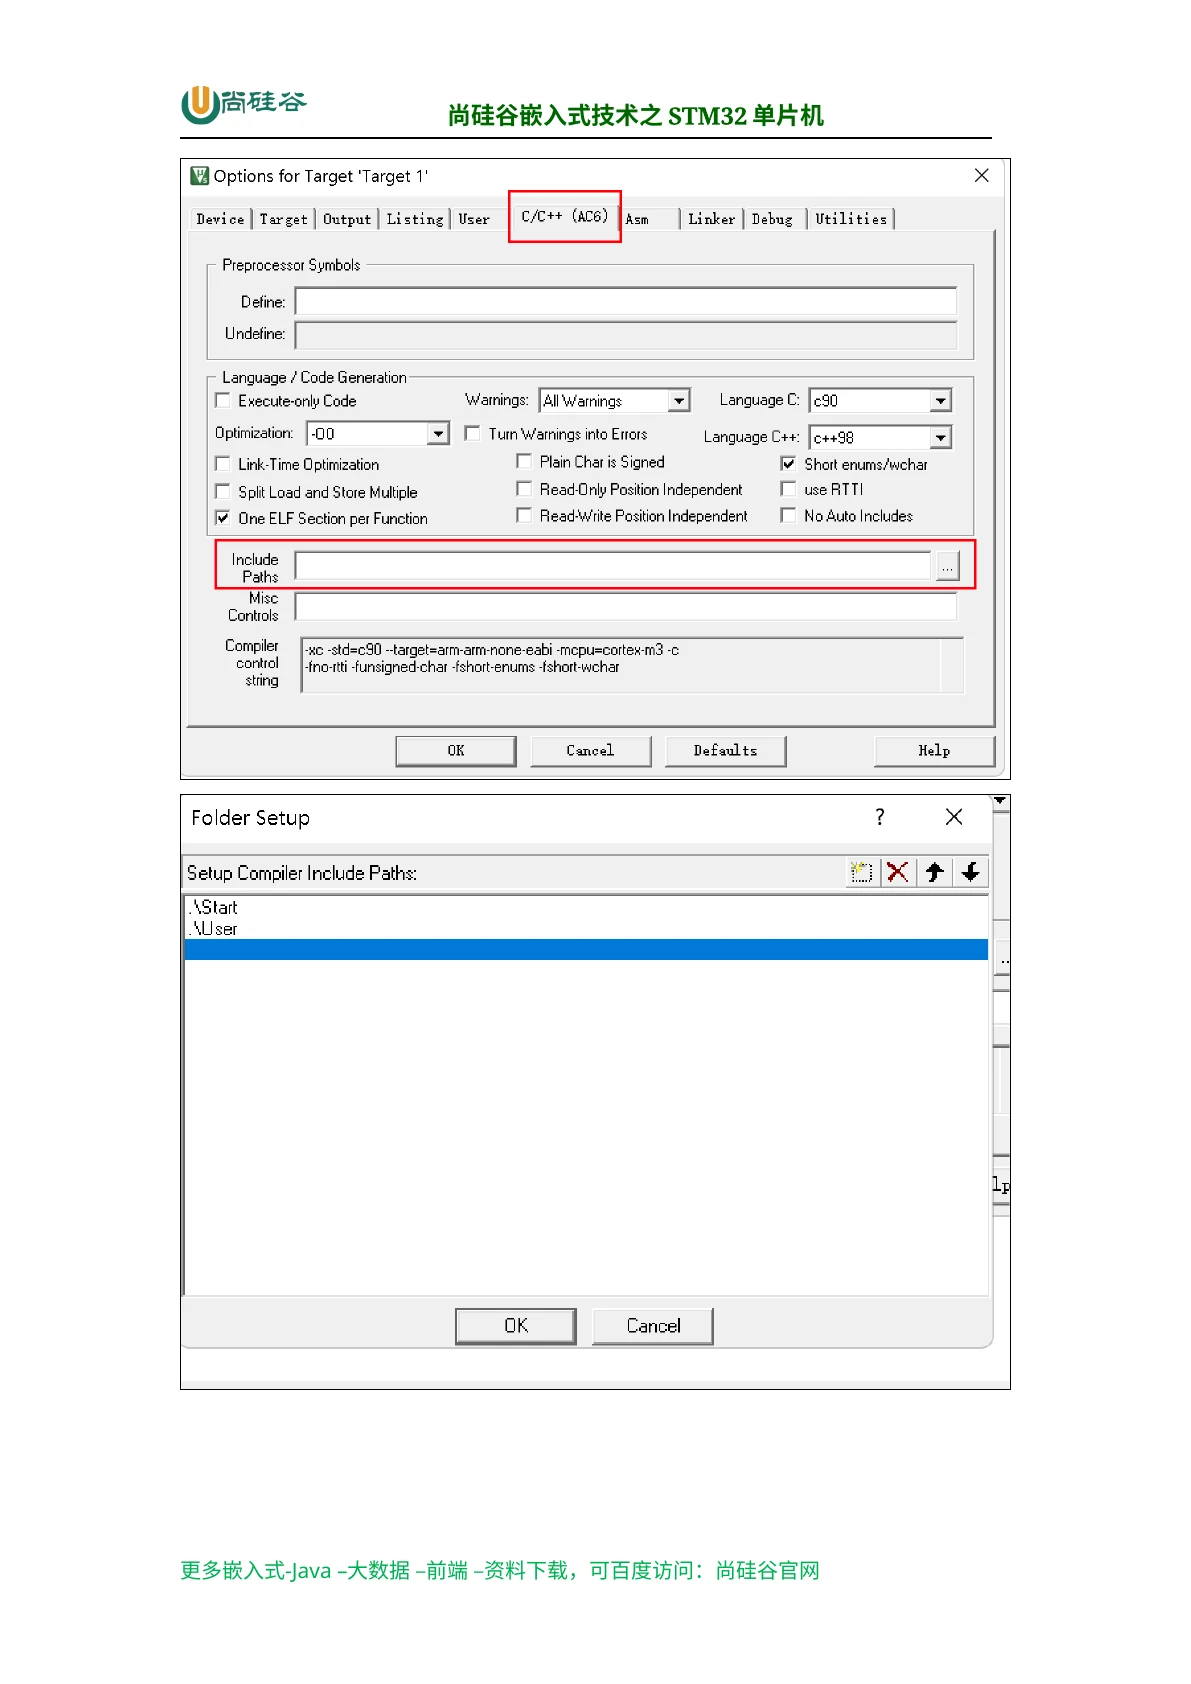 尚硅谷
尚硅谷嵌入式技术之 STM32 单片机
Options for Target 'Target 1'
Device Target Output Listing User C/C++ (AC6) Asm Linker Debug Utilities
Preprocessor Symbols
Define:
Undefine:
Language / Code Generation
Execute-only Code Warnings: All Warnings Language C: c90
Optimization: -O0 Turn Warnings into Errors Language C++: c++98
Link-Time Optimization Plain Char is Signed Short enums/wchar
Split Load and Store Multiple Read-Only Position Independent use RTTI
One ELF Section per Function Read-Write Position Independent No Auto Includes
Include Paths ...
Misc Controls
Compiler control string
-xc -std=c90 --target=arm-arm-none-eabi -mcpu=cortex-m3 -c
-fno-rtti -funsigned-char -fshort-enums -fshort-wchar
OK Cancel Defaults Help
Folder Setup ?
Setup Compiler Include Paths:
.\Start
.\User
..
lp
OK Cancel
更多嵌入式-Java –大数据 –前端 –资料下载，可百度访问：尚硅谷官网